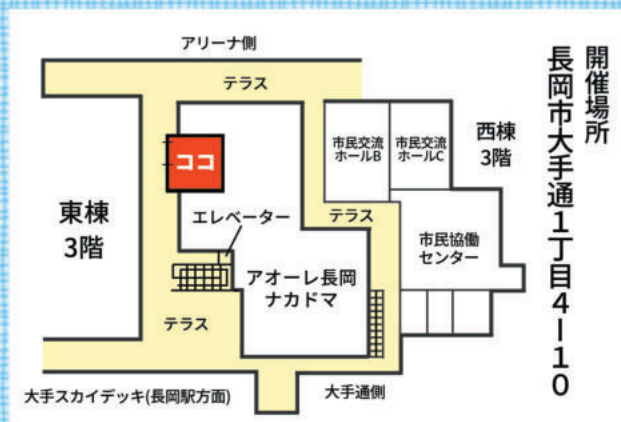 開催場所
長岡市大手通1丁目4ー10
アリーナ側
テラス
市民交流
ホールB
市民交流
ホールC
西棟
3階
ココ
東棟
3階
エレベーター
テラス
市民協働
センター
アオーレ長岡
ナカドマ
テラス
大手スカイデッキ(長岡駅方面)
大手通側